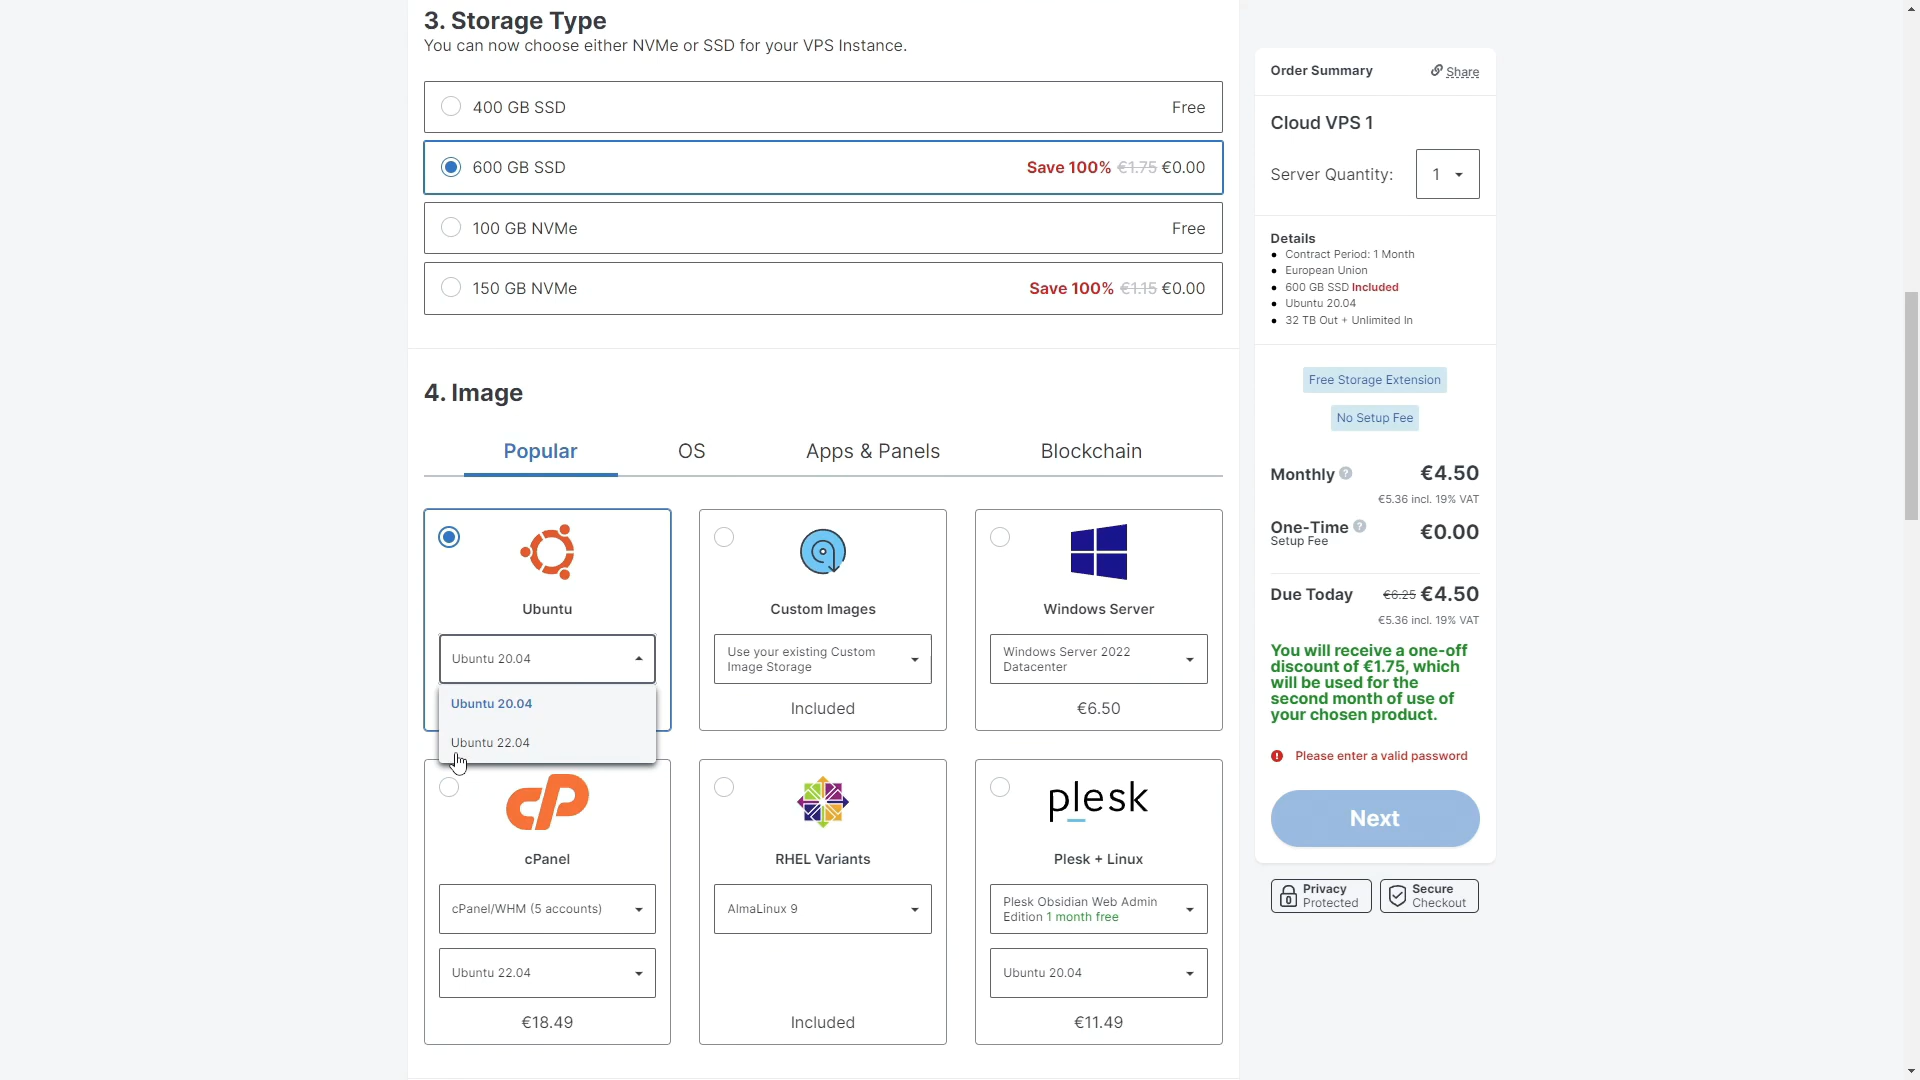 3. Storage Type
You can now choose either NVMe or SSD for your VPS Instance.
400 GB SSD Free
600 GB SSD Save 100% €1.75 €0.00
100 GB NVMe Free
150 GB NVMe Save 100% €1.15 €0.00
4. Image
Popular OS Apps & Panels Blockchain
Ubuntu
Ubuntu 20.04
Ubuntu 20.04
Ubuntu 22.04
Custom Images
Use your existing Custom
Image Storage
Included
Windows Server
Windows Server 2022
Datacenter
€6.50
cP
cPanel
cPanel/WHM (5 accounts)
Ubuntu 22.04
€18.49
RHEL Variants
AlmaLinux 9
Included
plesk
Plesk + Linux
Plesk Obsidian Web Admin
Edition 1 month free
Ubuntu 20.04
€11.49
Order Summary Share
Cloud VPS 1
Server Quantity: 1
Details
Contract Period: 1 Month
European Union
600 GB SSD Included
Ubuntu 20.04
32 TB Out + Unlimited In
Free Storage Extension
No Setup Fee
Monthly ? €4.50
€5.36 incl. 19% VAT
One-Time ? €0.00
Setup Fee
Due Today €6.25 €4.50
€5.36 incl. 19% VAT
You will receive a one-off
discount of €1.75, which
will be used for the
second month of use of
your chosen product.
Please enter a valid password
Next
Privacy
Protected
Secure
Checkout